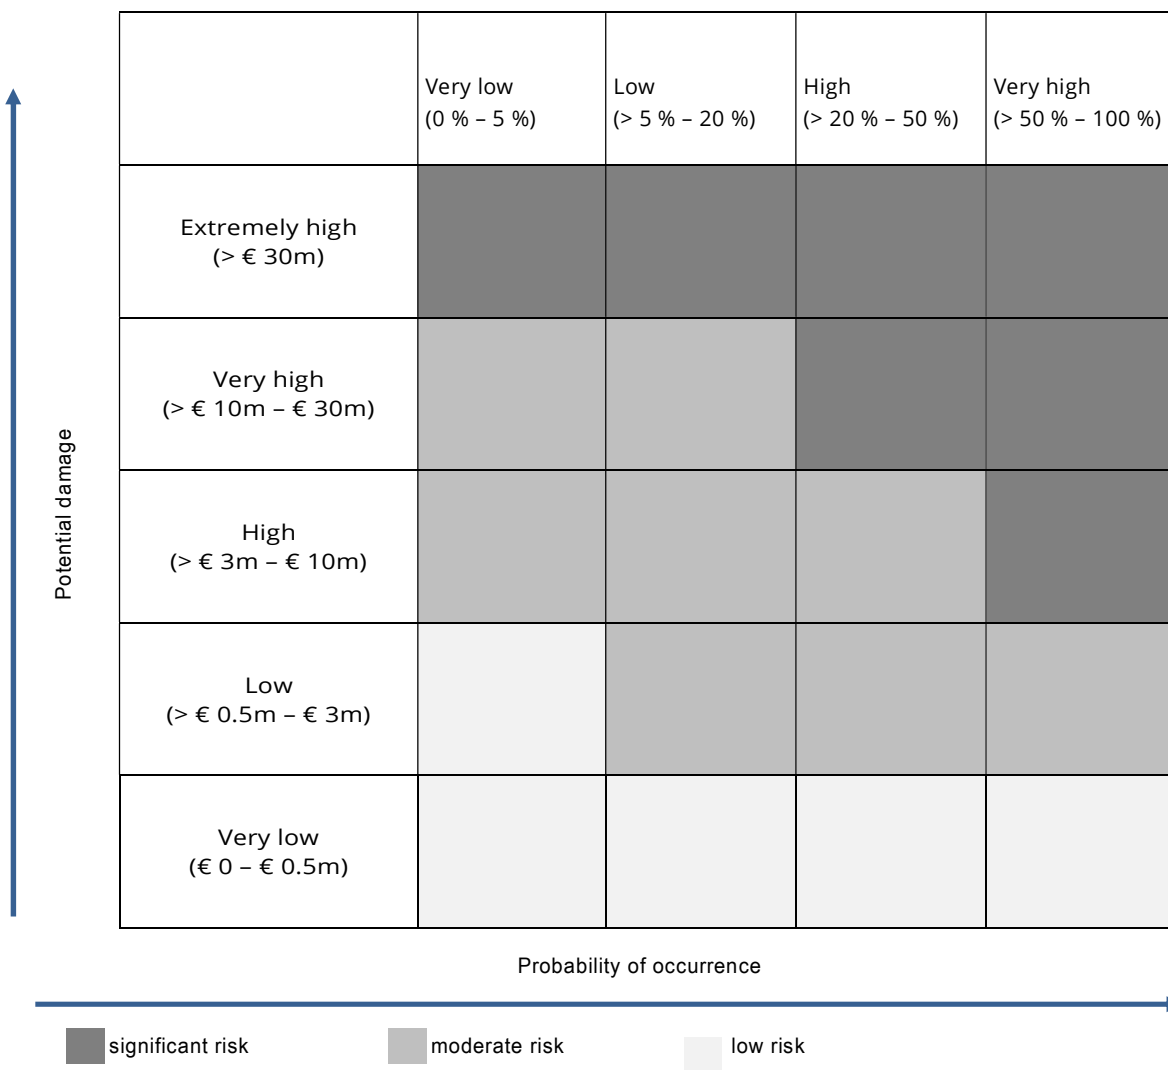 Very low
(0 % – 5 %)
Low
(> 5 % – 20 %)
High
(> 20 % – 50 %)
Very high
(> 50 % – 100 %)
Extremely high
(> € 30m)
Very high
(> € 10m – € 30m)
High
(> € 3m – € 10m)
Low
(> € 0.5m – € 3m)
Very low
(€ 0 – € 0.5m)
Potential damage
Probability of occurrence
significant risk
moderate risk
low risk